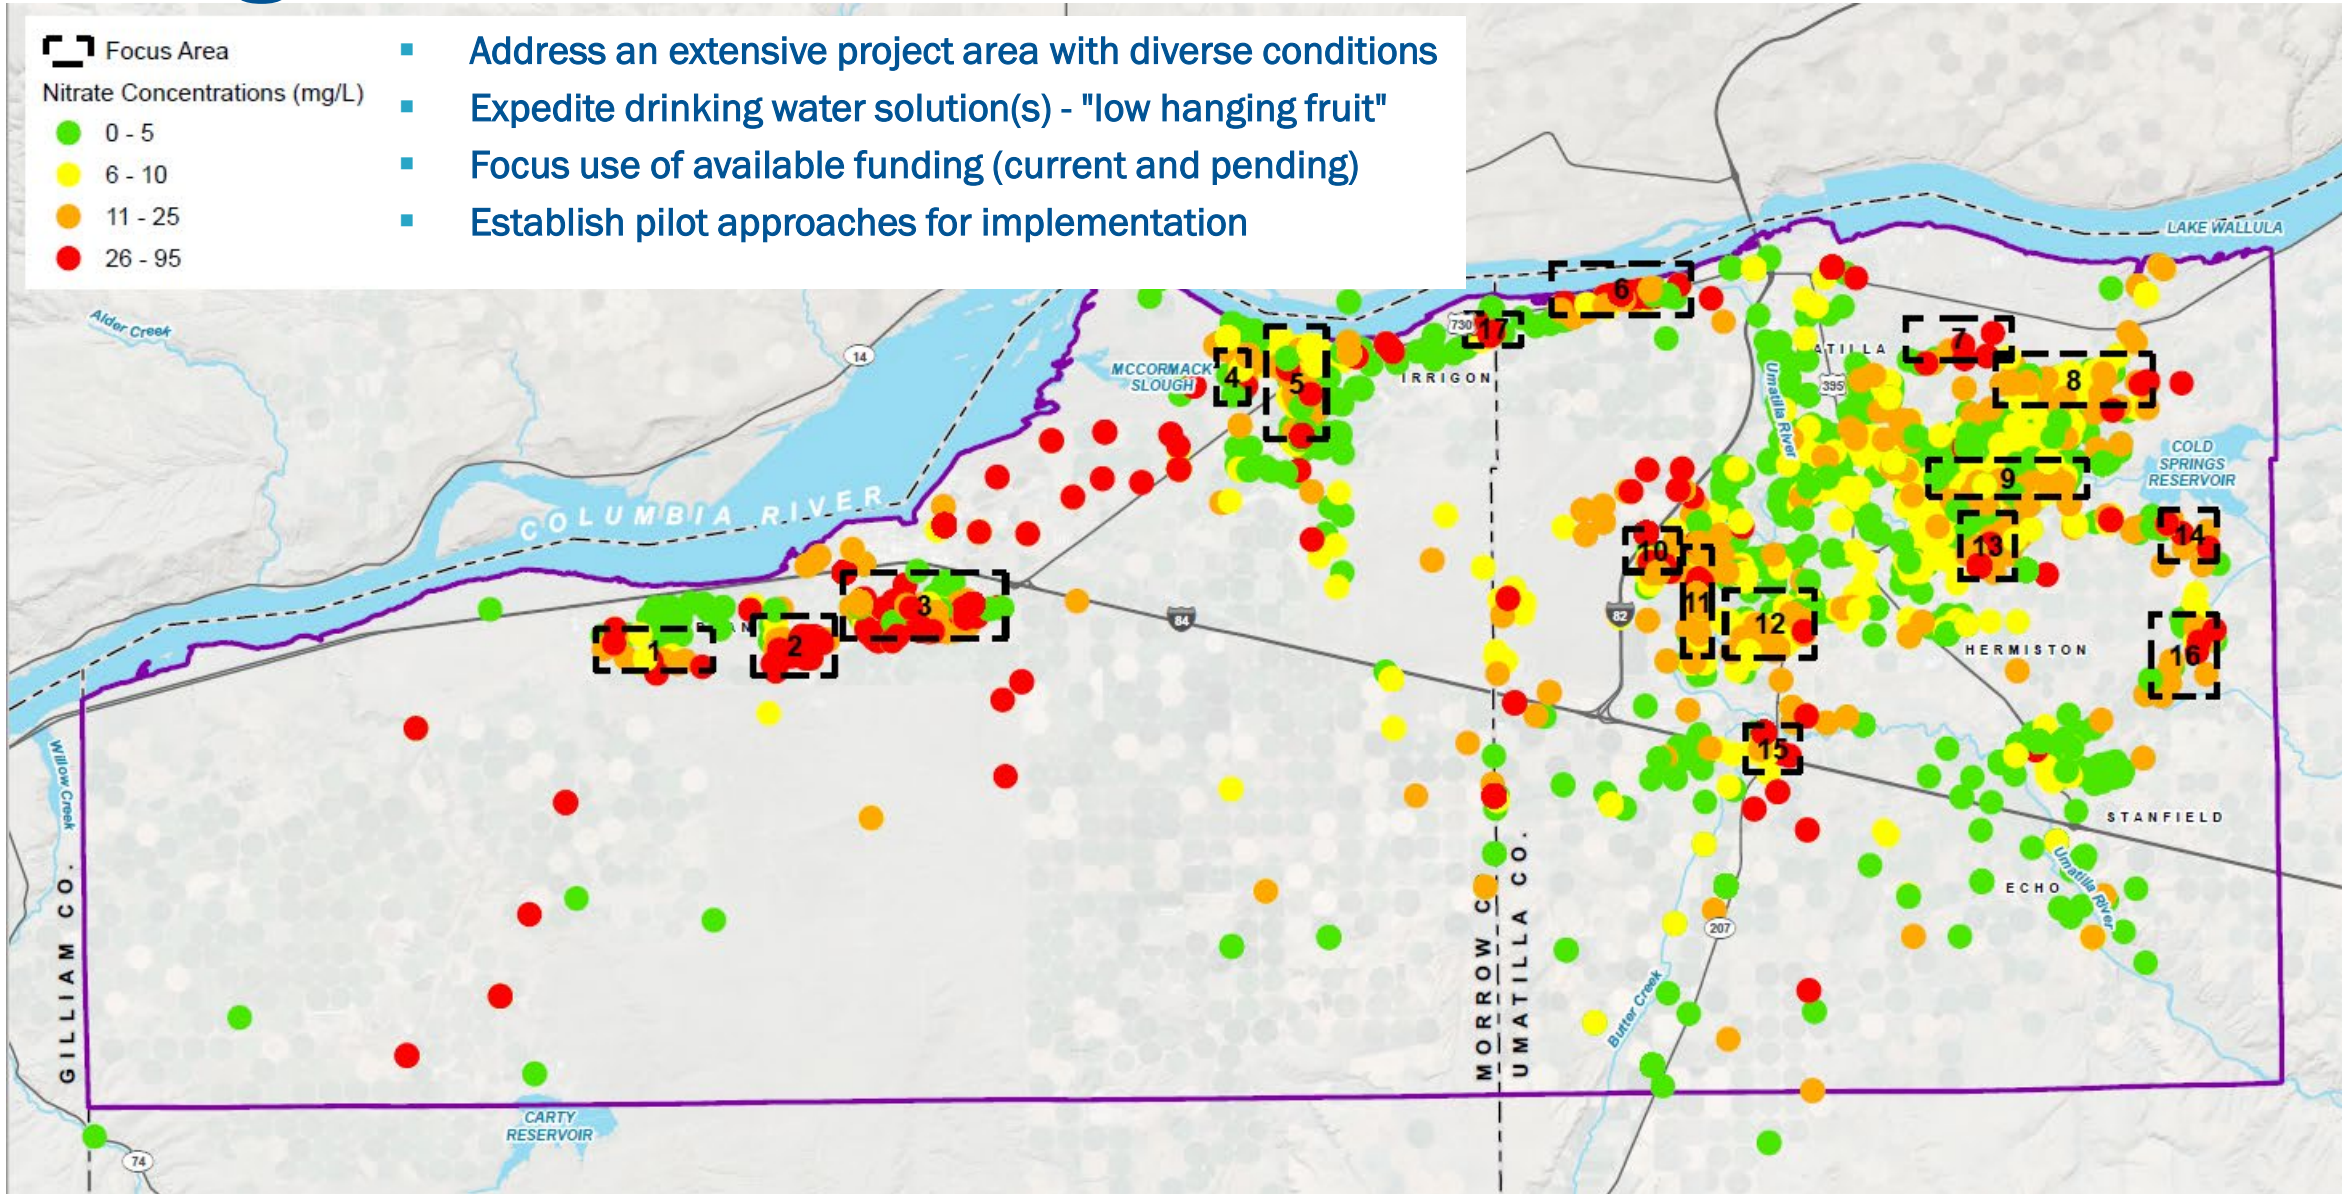 Focus Area
Nitrate Concentrations (mg/L)
0 - 5
6 - 10
11 - 25
26 - 95
Address an extensive project area with diverse conditions
Expedite drinking water solution(s) - "low hanging fruit"
Focus use of available funding (current and pending)
Establish pilot approaches for implementation
LAKE WALLULA
Alder Creek
14
MCCORMACK
SLOUGH
730
17
6
IRRIGON
ATILLA
395
Umatilla River
7
8
4
5
COLD
SPRINGS
RESERVOIR
9
COLUMBIA RIVER
10
13
14
11
12
82
84
3
2
1
HERMISTON
16
15
Willow Creek
STANFIELD
ECHO
Umatilla River
207
GILLIAM CO.
MORROW C
UMATILLA CO.
Butter Creek
CARTY
RESERVOIR
74